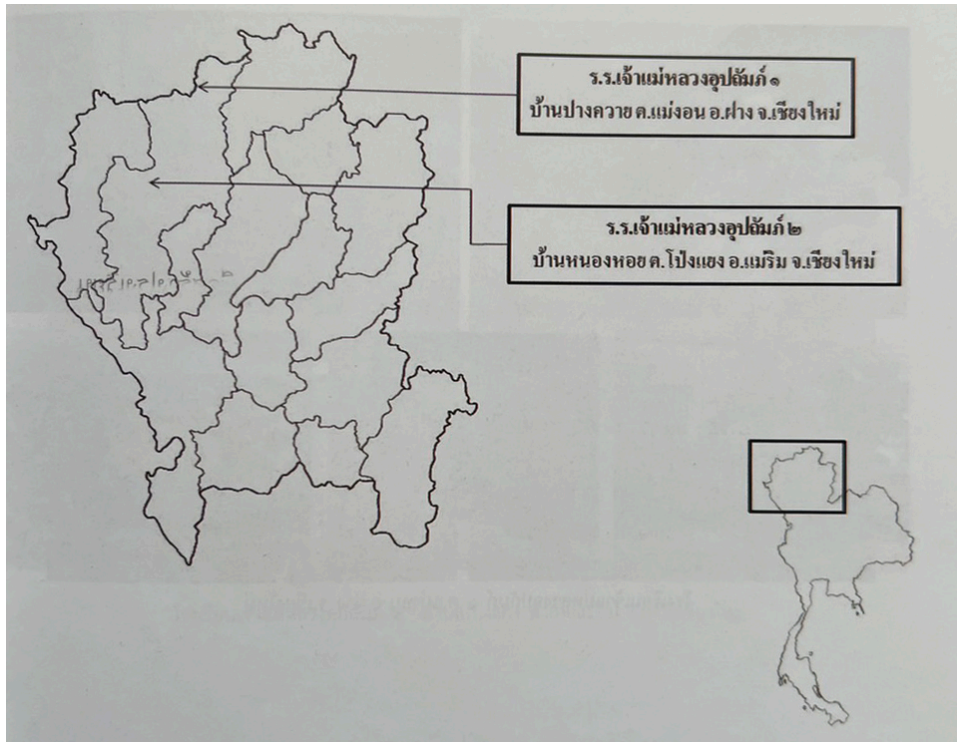 ร.ร.เจ้าแม่หลวงอุปถัมภ์ ๑
บ้านปางควาย ต.แม่งอน อ.ฝาง จ.เชียงใหม่
ร.ร.เจ้าแม่หลวงอุปถัมภ์ ๒
บ้านหนองหอย ต.โป่งแยง อ.แม่ริม จ.เชียงใหม่